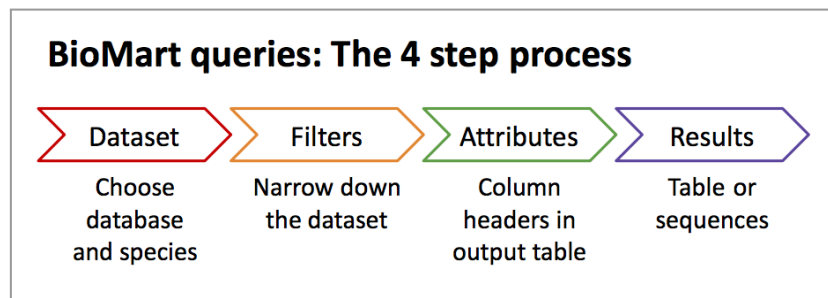 BioMart queries: The 4 step process
Dataset
Filters
Attributes
Results
Choose
database
and species
Narrow down
the dataset
Column
headers in
output table
Table or
sequences